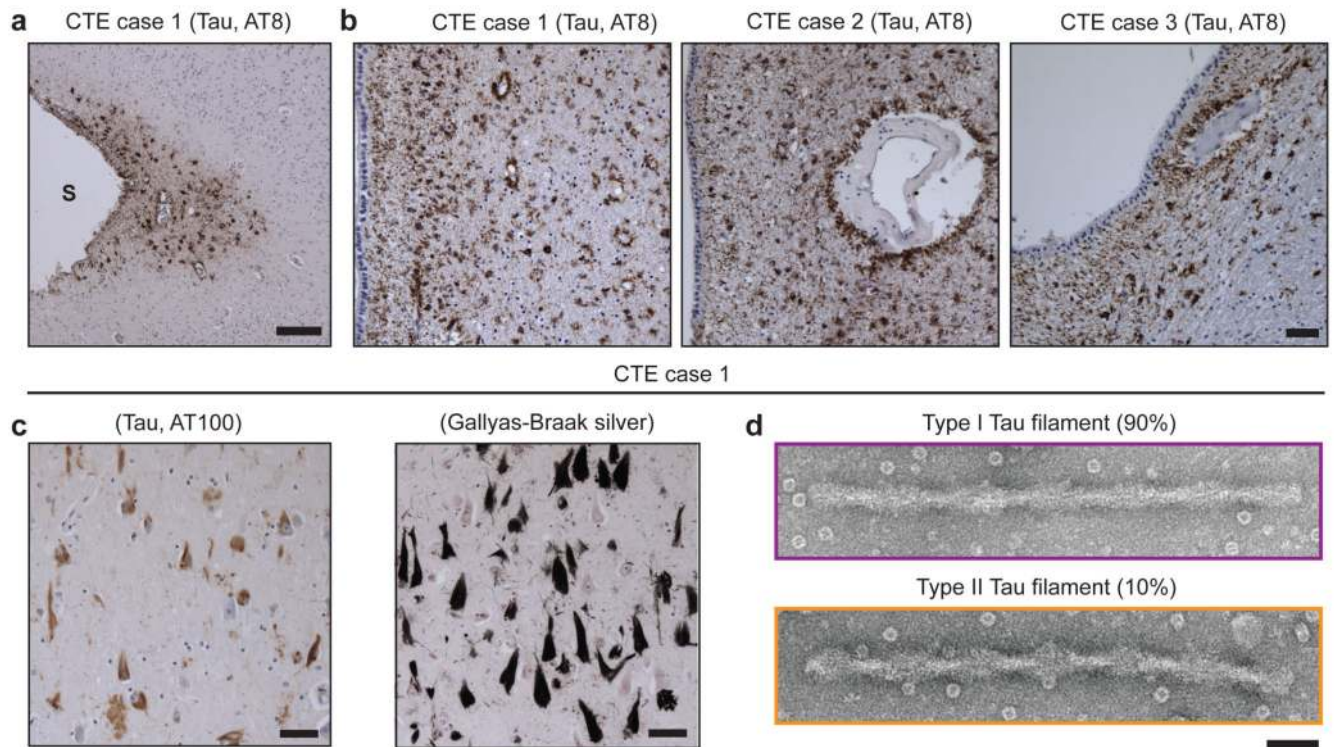 a
CTE case 1 (Tau, AT8)
b
CTE case 1 (Tau, AT8)
CTE case 2 (Tau, AT8)
CTE case 3 (Tau, AT8)
S
CTE case 1
c
(Tau, AT100)
(Gallyas-Braak silver)
d
Type I Tau filament (90%)
Type II Tau filament (10%)